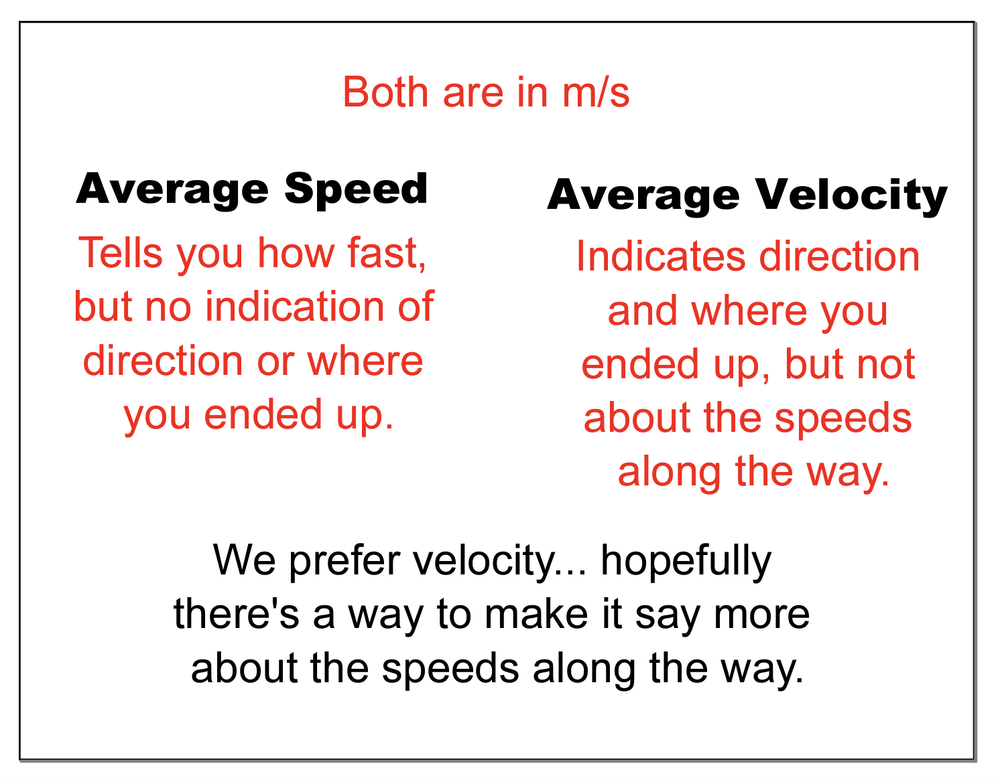 Both are in m/s
Average Speed
Tells you how fast,
but no indication of
direction or where
you ended up.
Average Velocity
Indicates direction
and where you
ended up, but not
about the speeds
along the way.
We prefer velocity... hopefully
there's a way to make it say more
about the speeds along the way.